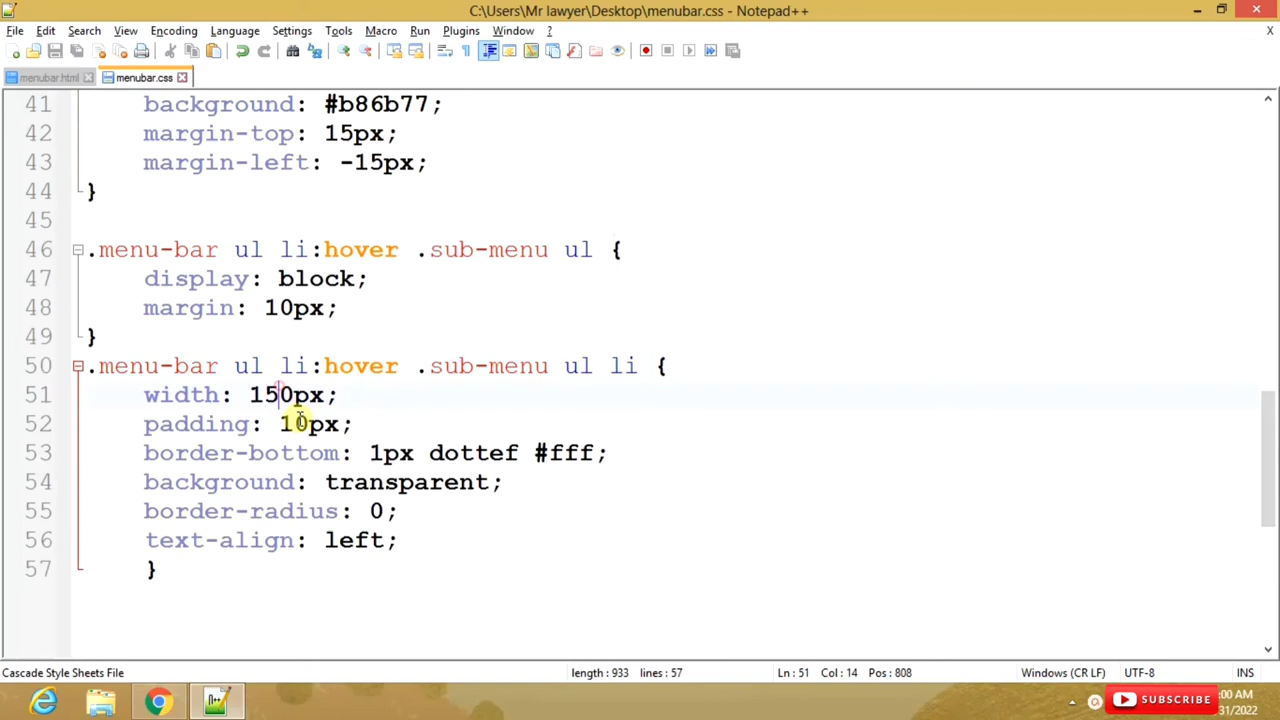 C:\Users\Mr lawyer\Desktop\menubar.css - Notepad++
File Edit Search View Encoding Language Settings Tools Macro Run Plugins Window ? X
menubar.html menubar.css
41 background: #b86b77;
42 margin-top: 15px;
43 margin-left: -15px;
44 }
45
46 .menu-bar ul li:hover .sub-menu ul {
47 display: block;
48 margin: 10px;
49 }
50 .menu-bar ul li:hover .sub-menu ul li {
51 width: 150px;
52 padding: 10px;
53 border-bottom: 1px dottef #fff;
54 background: transparent;
55 border-radius: 0;
56 text-align: left;
57 }
Cascade Style Sheets File length : 933 lines : 57 Ln : 51 Col : 14 Pos : 808 Windows (CR LF) UTF-8 INS
:00 AM
SUBSCRIBE
/31/2022